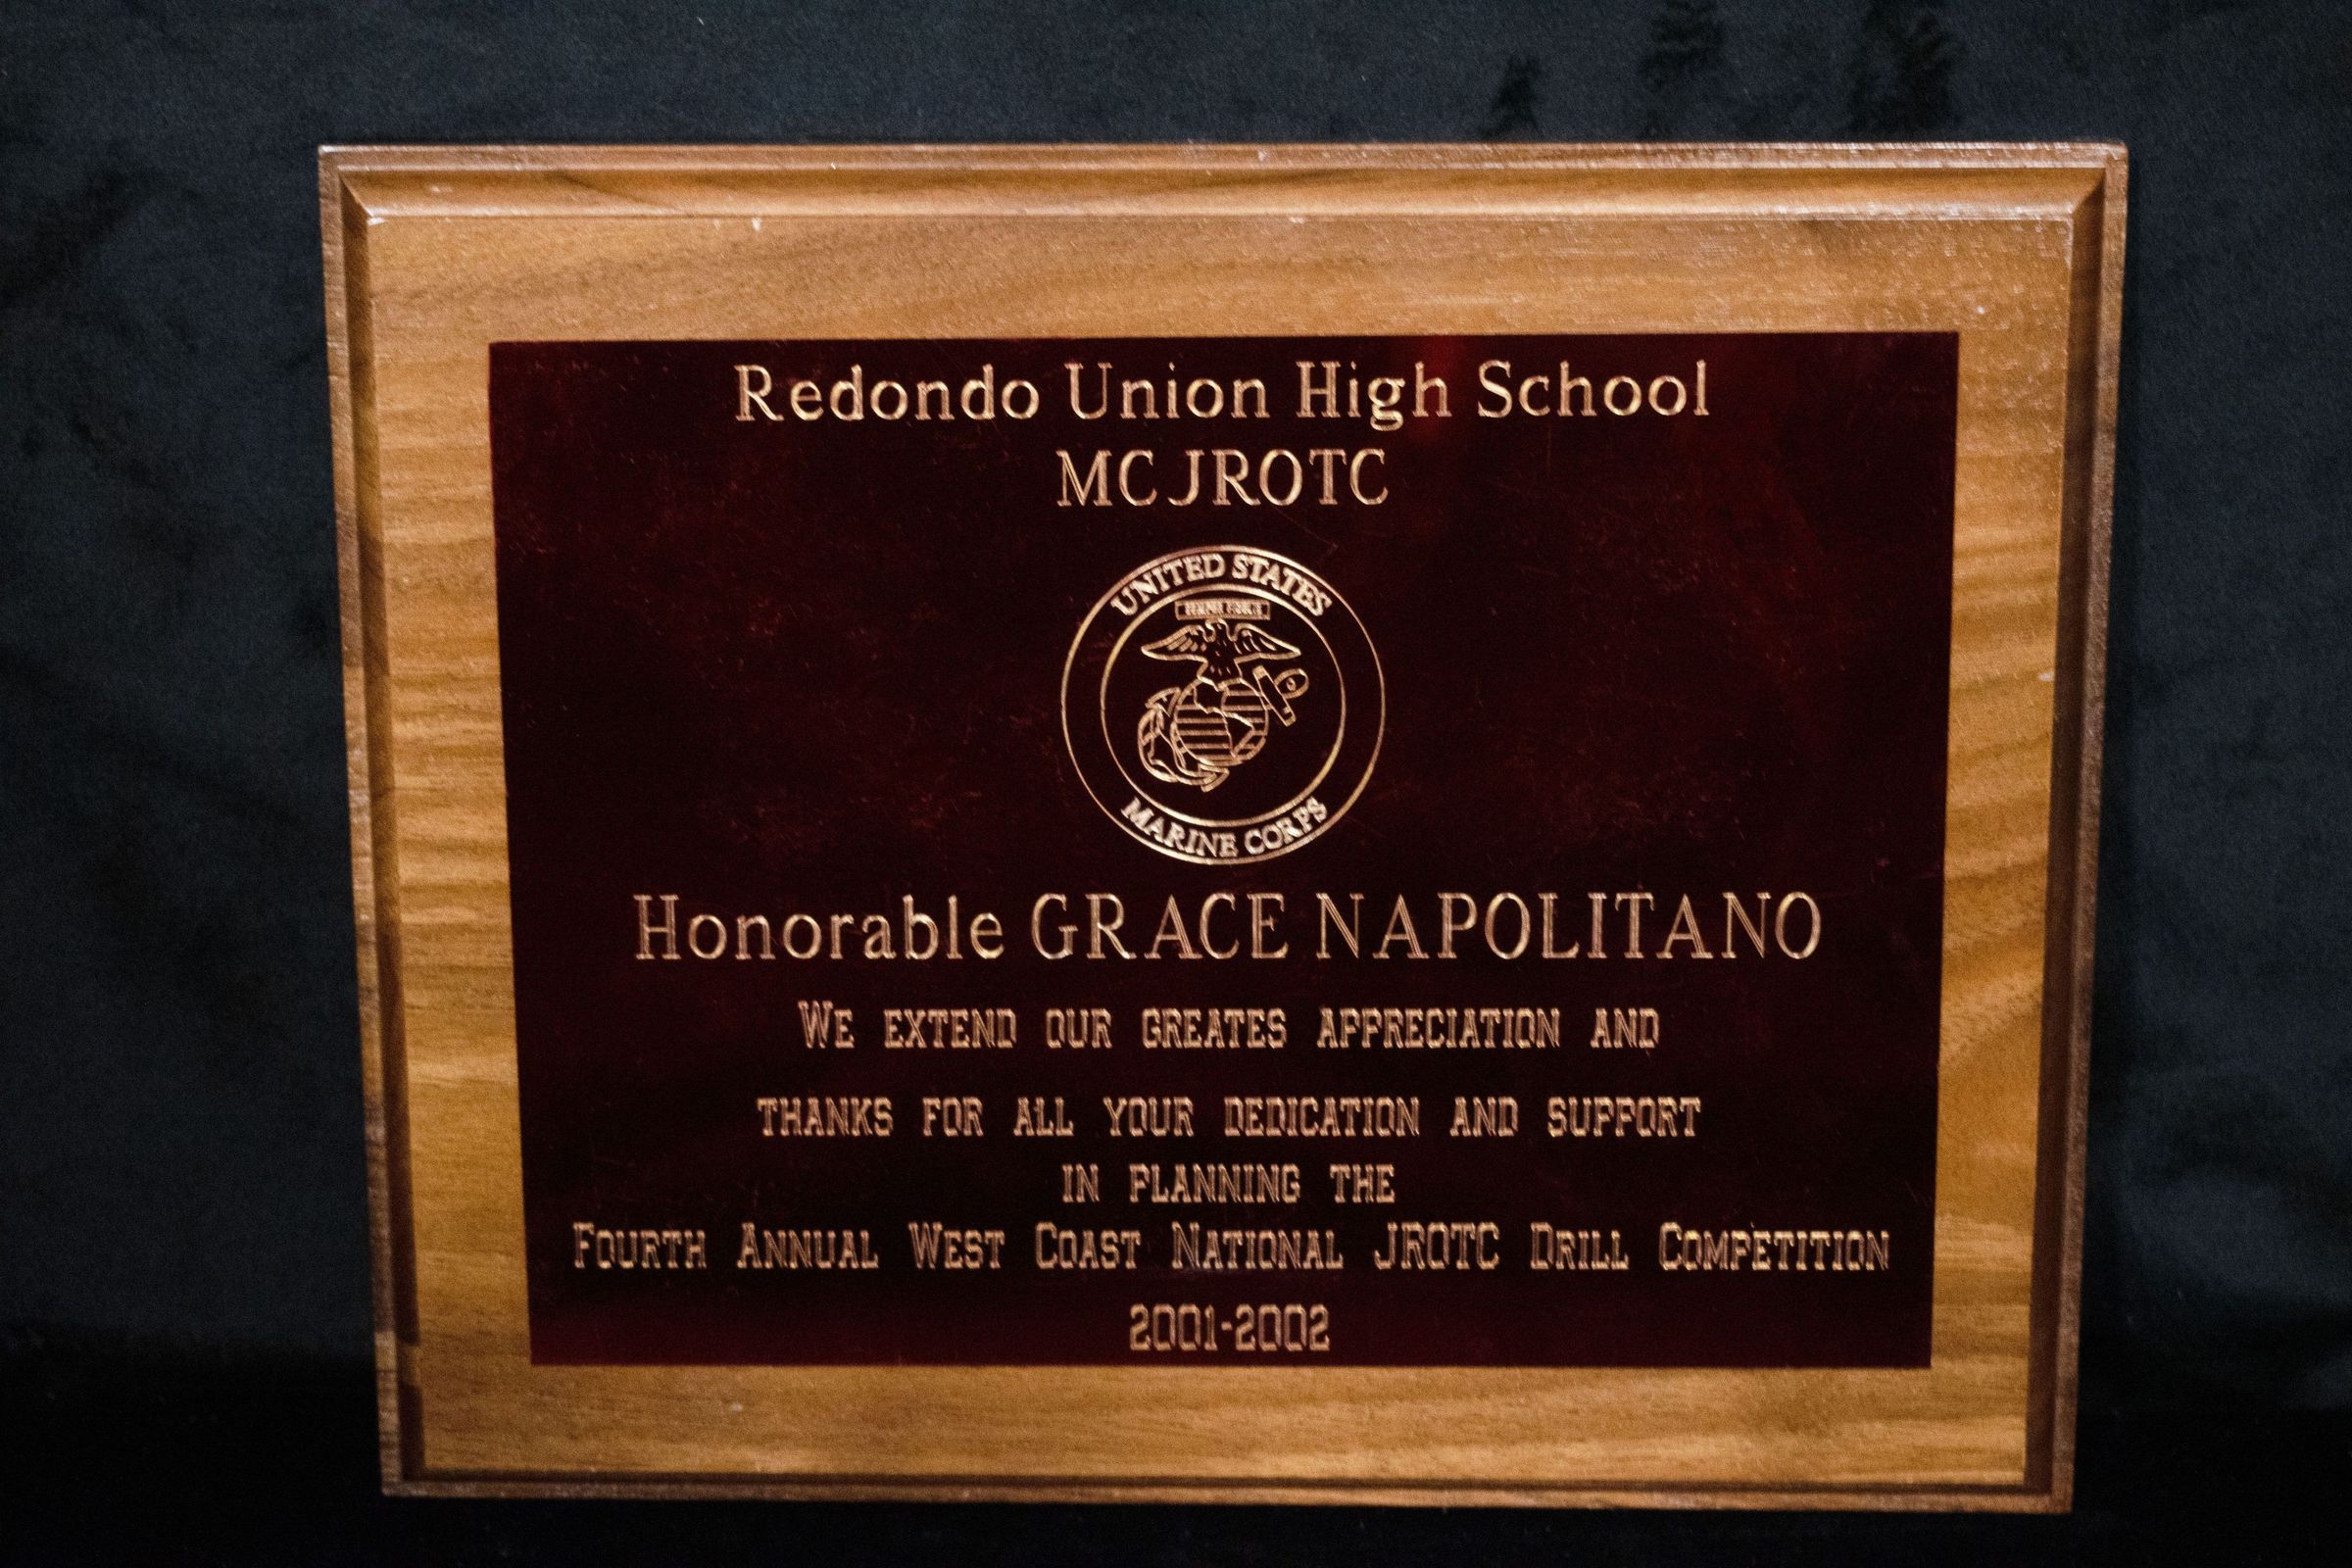 Redondo Union High School
MCJROTC
UNITED STATES
SEMPER FIDELIS
MARINE CORPS
Honorable GRACE NAPOLITANO
WE EXTEND OUR GREATES APPRECIATION AND
THANKS FOR ALL YOUR DEDICATION AND SUPPORT
IN PLANNING THE
FOURTH ANNUAL WEST COAST NATIONAL JROTC DRILL COMPETITION
2001-2002